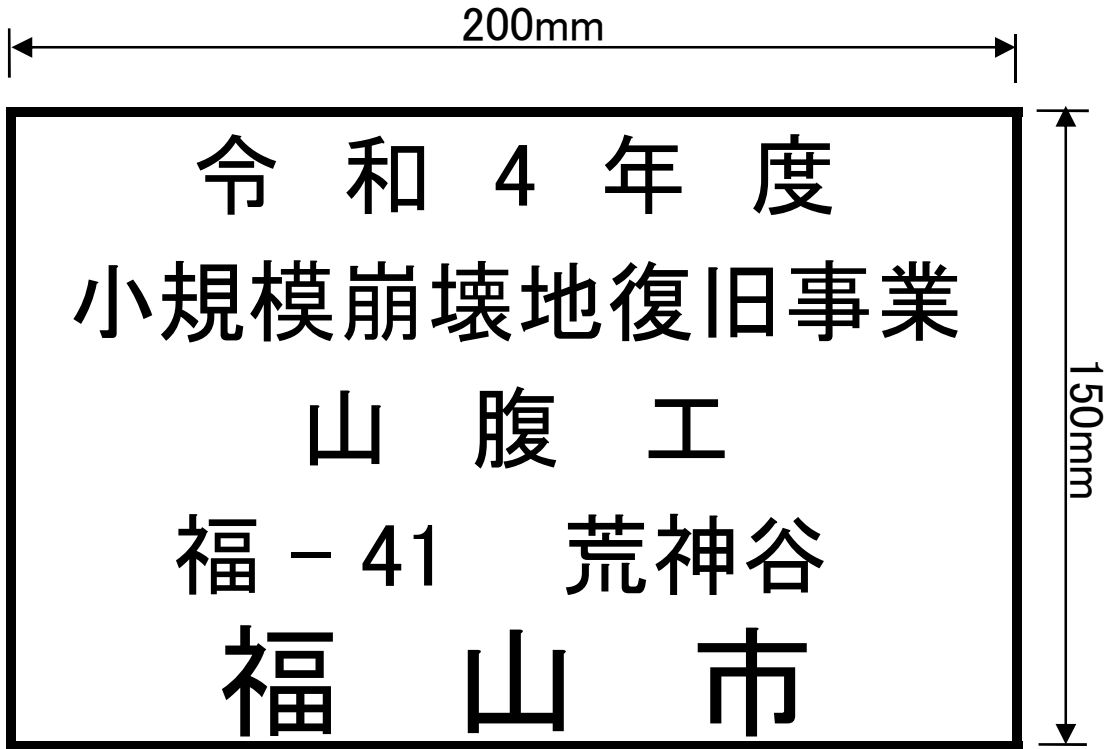 200mm
令 和 4 年 度
小規模崩壊地復旧事業
山 腹 工
福－41 荒神谷
福 山 市
150mm